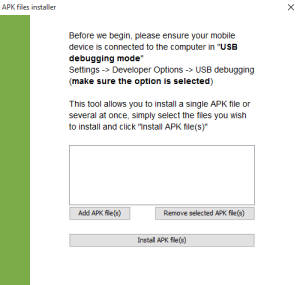 APK files installer
Before we begin, please ensure your mobile
device is connected to the computer in "USB
debugging mode"
Settings -> Developer Options -> USB debugging
(make sure the option is selected)
This tool allows you to install a single APK file or
several at once, simply select the files you wish
to install and click "Install APK file(s)"
Add APK file(s) Remove selected APK file(s)
Install APK file(s)